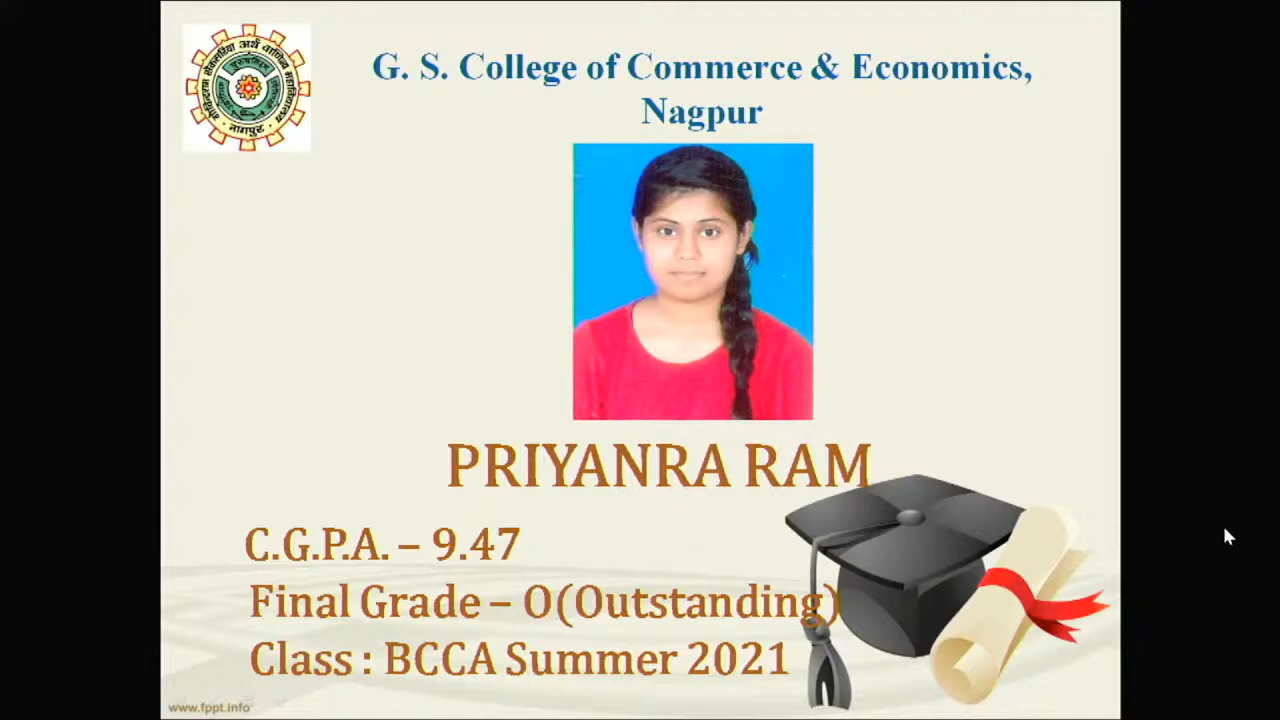 G. S. College of Commerce & Economics,
Nagpur
नागपुर
PRIYANRA RAM
C.G.P.A. – 9.47
Final Grade – O(Outstanding)
Class : BCCA Summer 2021
www.fppt.info